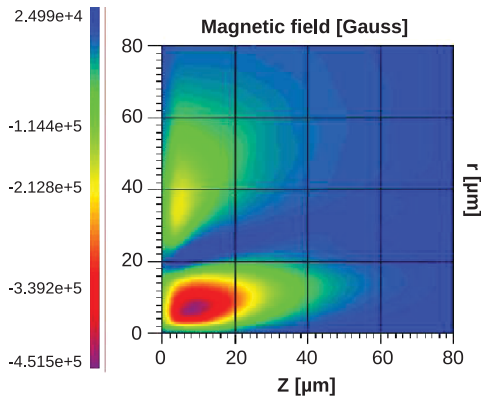 Magnetic field [Gauss]
2.499e+4
-1.144e+5
-2.128e+5
-3.392e+5
-4.515e+5
80
60
40
20
0
0 20 40 60 80
Z [µm]
r [µm]